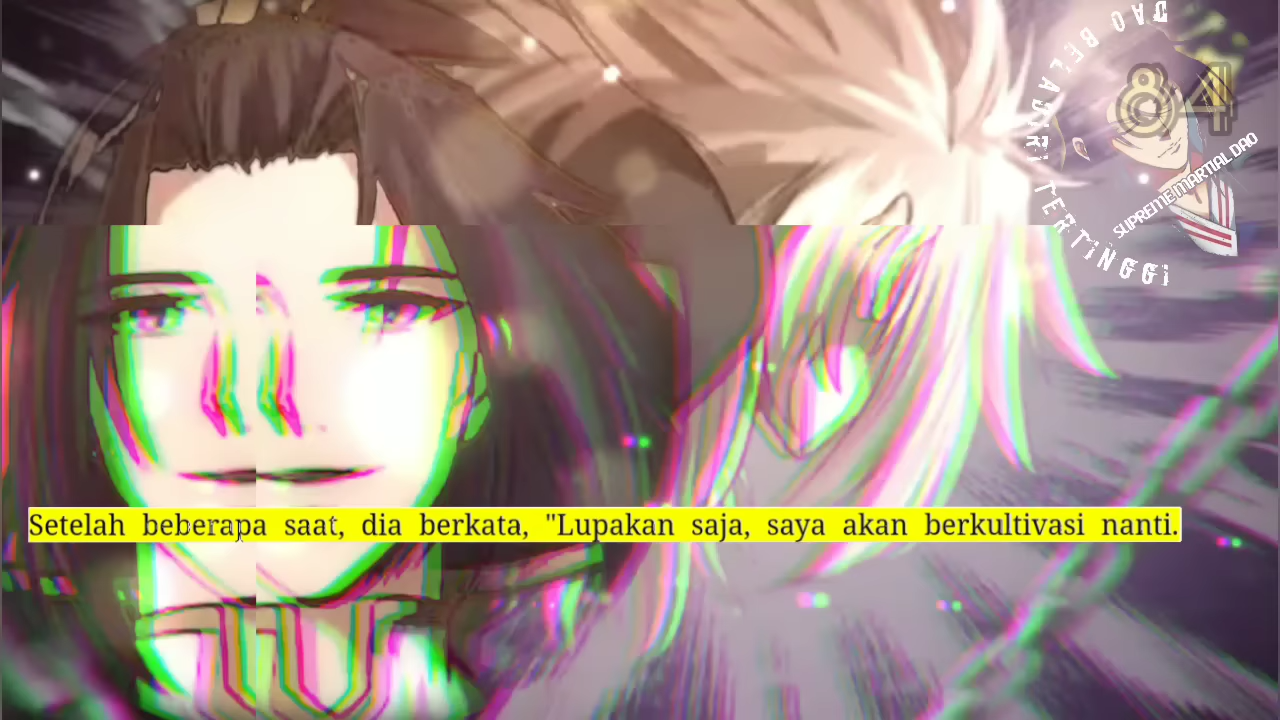 DAO BELADIRI TERTINGGI
84
SUPREME MARTIAL DAO
Setelah beberapa saat, dia berkata, "Lupakan saja, saya akan berkultivasi nanti.